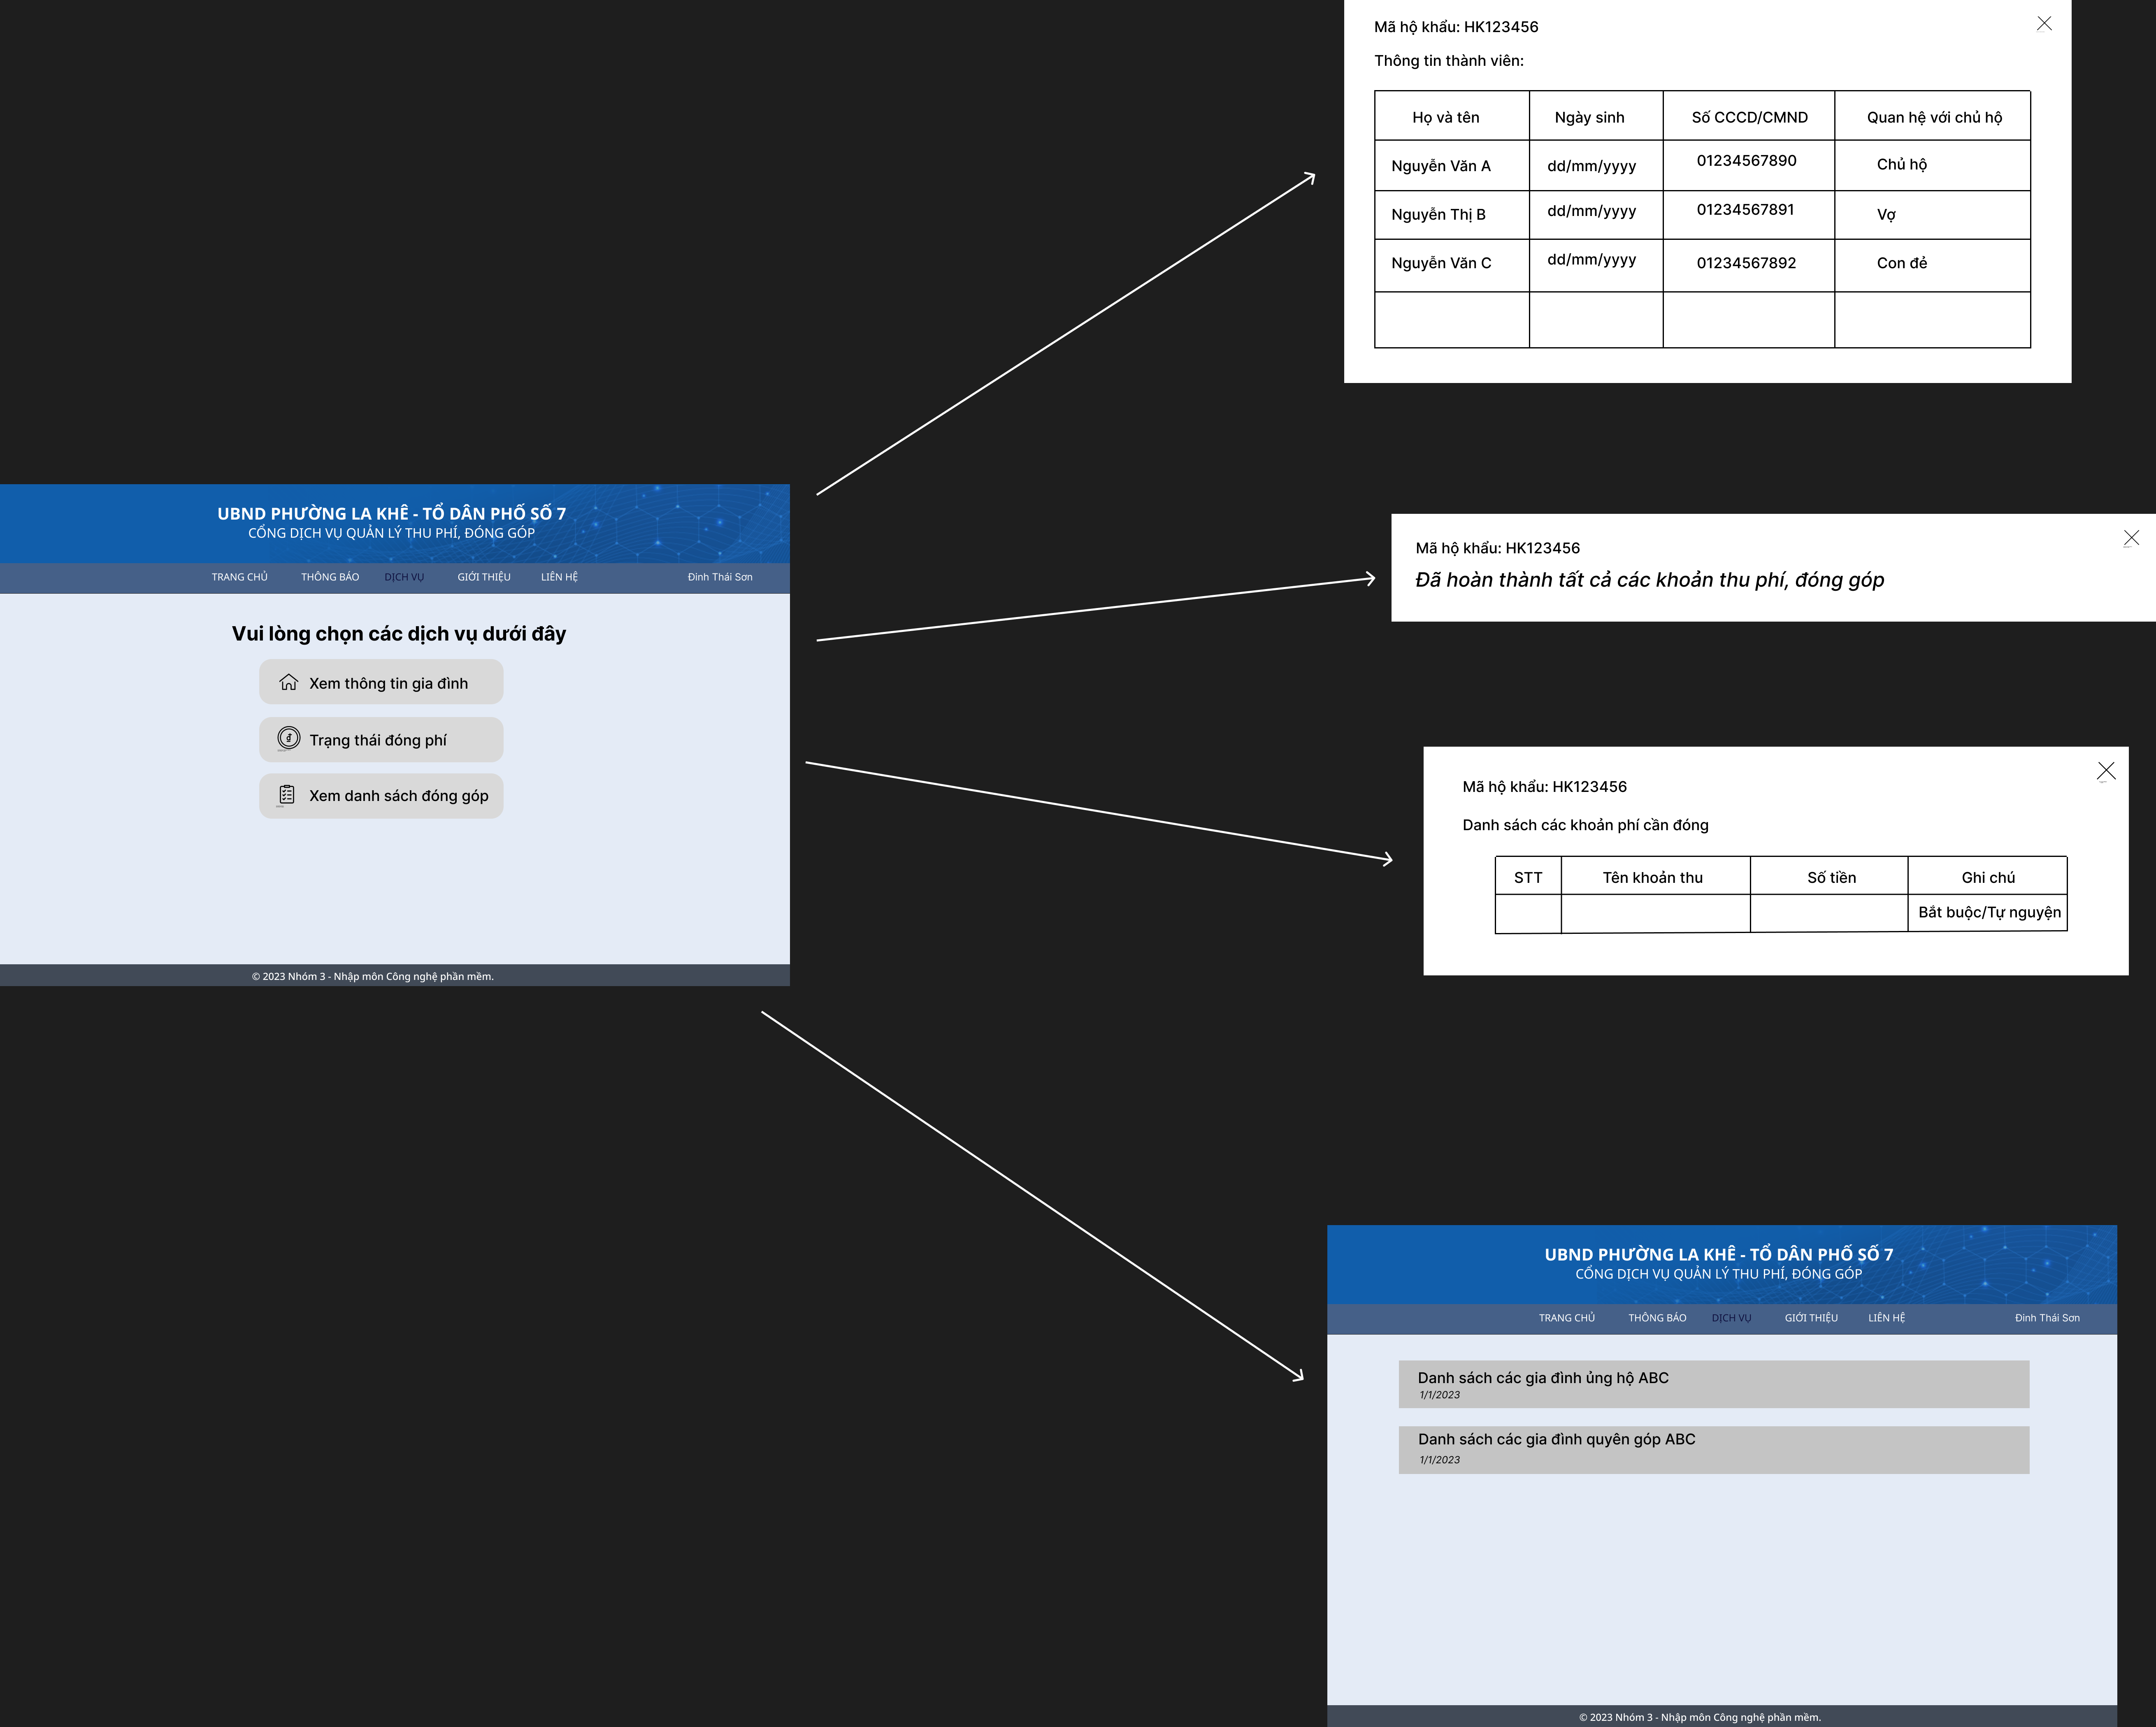 Mã hộ khẩu: HK123456
Thông tin thành viên:
Họ và tên Ngày sinh Số CCCD/CMND Quan hệ với chủ hộ
Nguyễn Văn A dd/mm/yyyy 01234567890 Chủ hộ
Nguyễn Thị B dd/mm/yyyy 01234567891 Vợ
Nguyễn Văn C dd/mm/yyyy 01234567892 Con đẻ
UBND PHƯỜNG LA KHÊ - TỔ DÂN PHỐ SỐ 7
CỔNG DỊCH VỤ QUẢN LÝ THU PHÍ, ĐÓNG GÓP
TRANG CHỦ THÔNG BÁO DỊCH VỤ GIỚI THIỆU LIÊN HỆ Đinh Thái Sơn
Vui lòng chọn các dịch vụ dưới đây
Xem thông tin gia đình
Trạng thái đóng phí
Xem danh sách đóng góp
© 2023 Nhóm 3 - Nhập môn Công nghệ phần mềm.
Mã hộ khẩu: HK123456
Đã hoàn thành tất cả các khoản thu phí, đóng góp
Mã hộ khẩu: HK123456
Danh sách các khoản phí cần đóng
STT Tên khoản thu Số tiền Ghi chú
Bắt buộc/Tự nguyện
UBND PHƯỜNG LA KHÊ - TỔ DÂN PHỐ SỐ 7
CỔNG DỊCH VỤ QUẢN LÝ THU PHÍ, ĐÓNG GÓP
TRANG CHỦ THÔNG BÁO DỊCH VỤ GIỚI THIỆU LIÊN HỆ Đinh Thái Sơn
Danh sách các gia đình ủng hộ ABC
1/1/2023
Danh sách các gia đình quyên góp ABC
1/1/2023
© 2023 Nhóm 3 - Nhập môn Công nghệ phần mềm.